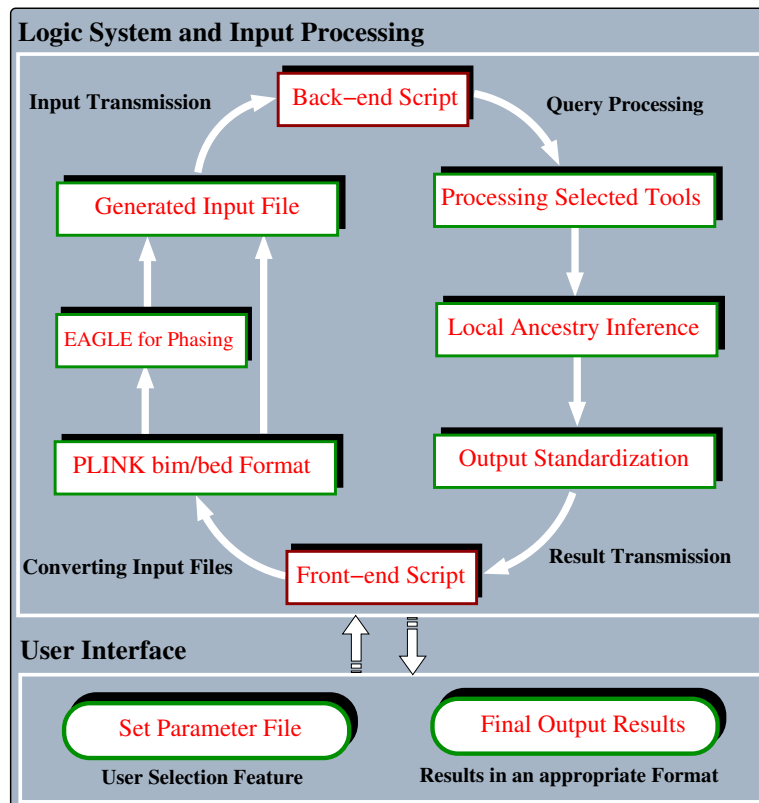 Logic System and Input Processing
Input Transmission
Back−end Script
Query Processing
Generated Input File
Processing Selected Tools
EAGLE for Phasing
Local Ancestry Inference
PLINK bim/bed Format
Output Standardization
Converting Input Files
Front−end Script
Result Transmission
User Interface
Set Parameter File
Final Output Results
User Selection Feature
Results in an appropriate Format